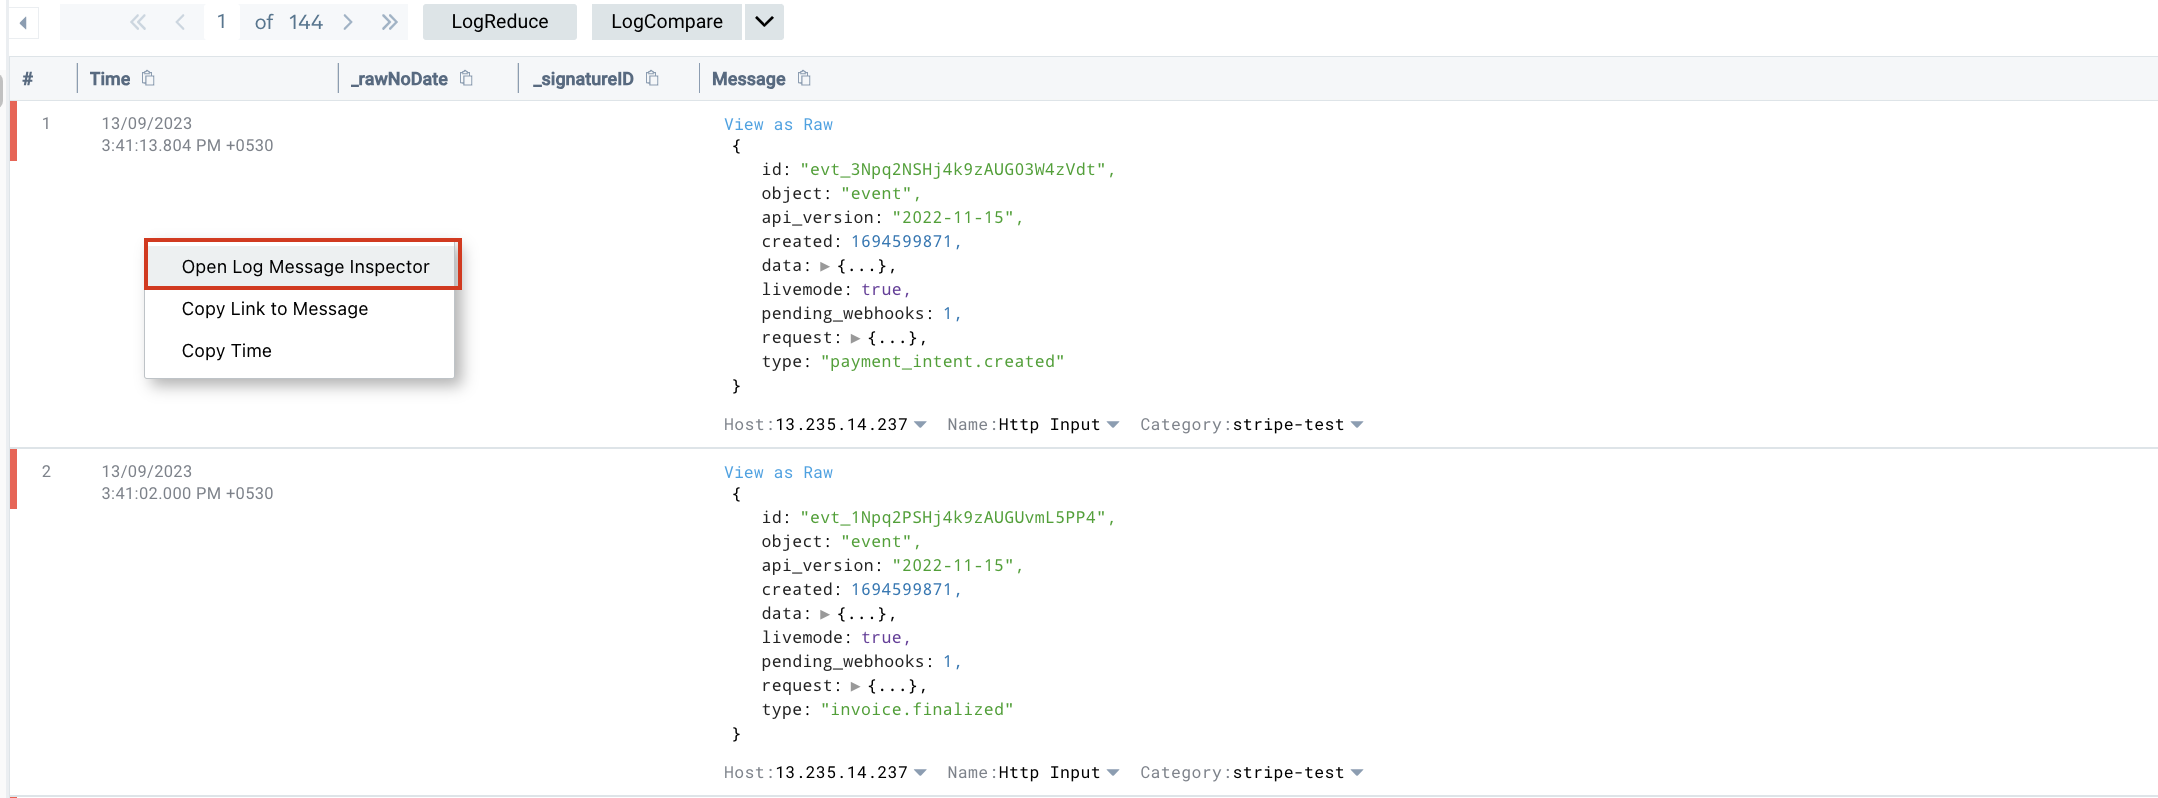 1 of 144 LogReduce LogCompare
# Time _rawNoDate _signatureID Message
1 13/09/2023 View as Raw
3:41:13.804 PM +0530 {
id: "evt_3Npq2NSHj4k9zAUG03W4zVdt",
object: "event",
api_version: "2022-11-15",
created: 1694599871,
Open Log Message Inspector data: {...},
livemode: true,
Copy Link to Message pending_webhooks: 1,
request: {...},
Copy Time type: "payment_intent.created"
}
Host:13.235.14.237 Name:Http Input Category:stripe-test
2 13/09/2023 View as Raw
3:41:02.000 PM +0530 {
id: "evt_1Npq2PSHj4k9zAUGUvmL5PP4",
object: "event",
api_version: "2022-11-15",
created: 1694599871,
data: {...},
livemode: true,
pending_webhooks: 1,
request: {...},
type: "invoice.finalized"
}
Host:13.235.14.237 Name:Http Input Category:stripe-test